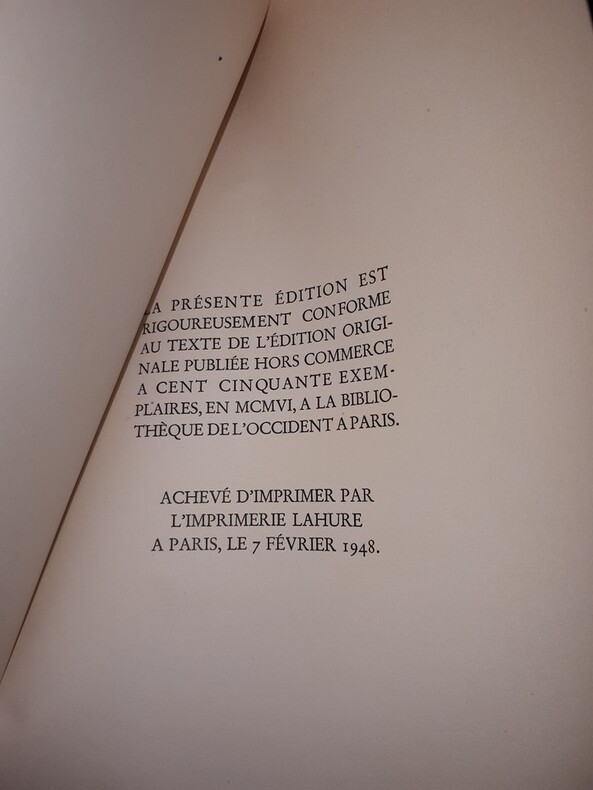 LA PRÉSENTE ÉDITION EST
RIGOUREUSEMENT CONFORME
AU TEXTE DE L'ÉDITION ORIGI-
NALE PUBLIÉE HORS COMMERCE
A CENT CINQUANTE EXEM-
PLAIRES, EN MCMVI, A LA BIBLIO-
THÈQUE DE L'OCCIDENT A PARIS.
ACHEVÉ D'IMPRIMER PAR
L'IMPRIMERIE LAHURE
A PARIS, LE 7 FÉVRIER 1948.